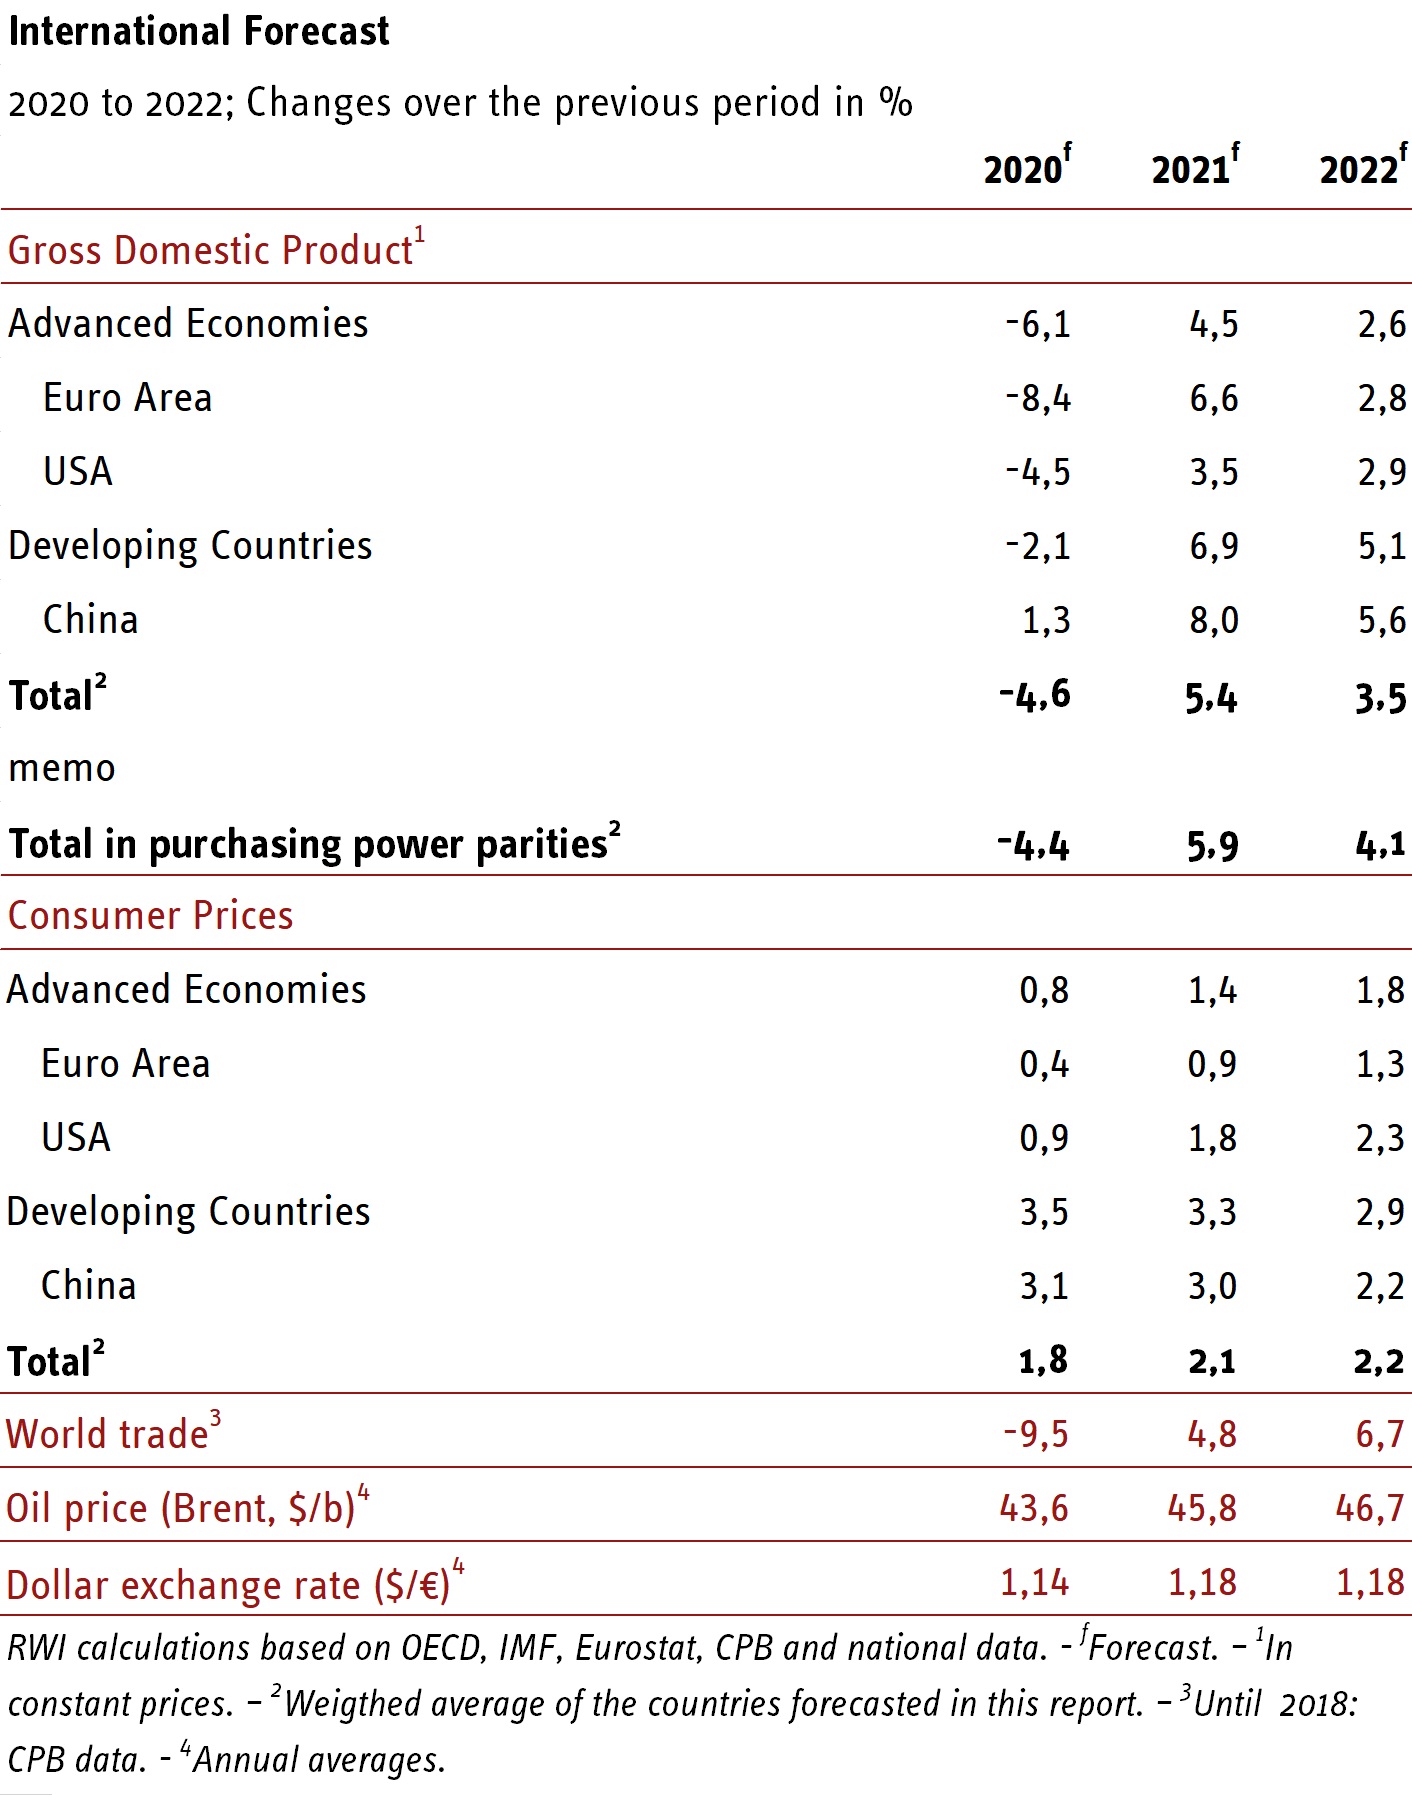 International Forecast
2020 to 2022; Changes over the previous period in %
2020f 2021f 2022f
Gross Domestic Product1
Advanced Economies -6,1 4,5 2,6
Euro Area -8,4 6,6 2,8
USA -4,5 3,5 2,9
Developing Countries -2,1 6,9 5,1
China 1,3 8,0 5,6
Total2 -4,6 5,4 3,5
memo
Total in purchasing power parities2 -4,4 5,9 4,1
Consumer Prices
Advanced Economies 0,8 1,4 1,8
Euro Area 0,4 0,9 1,3
USA 0,9 1,8 2,3
Developing Countries 3,5 3,3 2,9
China 3,1 3,0 2,2
Total2 1,8 2,1 2,2
World trade3 -9,5 4,8 6,7
Oil price (Brent, $/b)4 43,6 45,8 46,7
Dollar exchange rate ($/€)4 1,14 1,18 1,18
RWI calculations based on OECD, IMF, Eurostat, CPB and national data. - fForecast. – 1In
constant prices. – 2Weigthed average of the countries forecasted in this report. – 3Until 2018:
CPB data. - 4Annual averages.